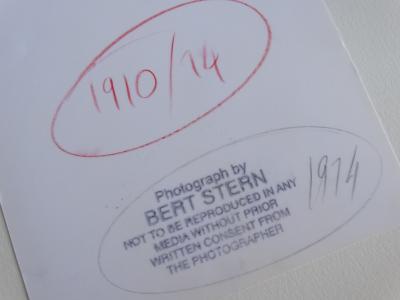 1910/74
Photograph by
BERT STERN
NOT TO BE REPRODUCED IN ANY
MEDIA WITHOUT PRIOR
WRITTEN CONSENT FROM
THE PHOTOGRAPHER
1974